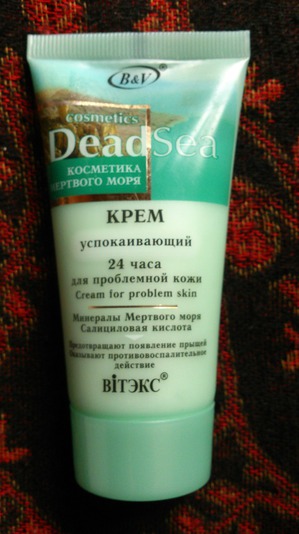 B&V®
cosmetics
DeadSea
КОСМЕТИКА
МЕРТВОГО МОРЯ
КРЕМ
успокаивающий
24 часа
для проблемной кожи
Cream for problem skin
Минералы Мертвого моря
Салициловая кислота
Предотвращают появление прыщей
Оказывают противовоспалительное
действие
ВІТЭКС®